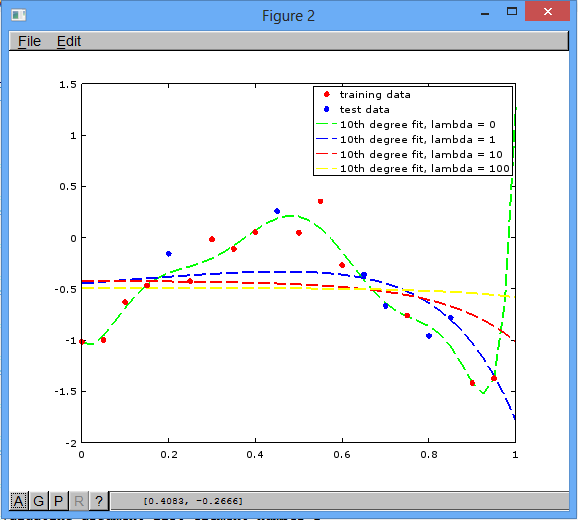 Figure 2
File Edit
1.5
1
0.5
0
-0.5
-1
-1.5
-2
training data
test data
10th degree fit, lambda = 0
10th degree fit, lambda = 1
10th degree fit, lambda = 10
10th degree fit, lambda = 100
0 0.2 0.4 0.6 0.8 1
A G P R ? [0.4083, -0.2666]